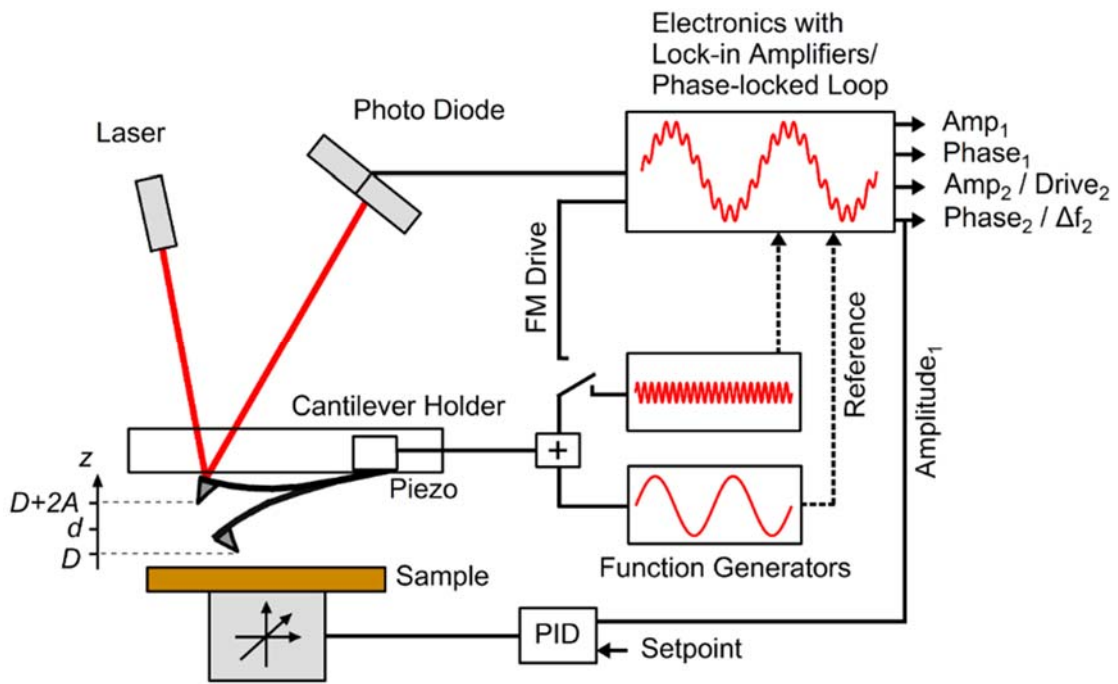 Electronics with
Lock-in Amplifiers/
Phase-locked Loop
Photo Diode
Laser
Amp₁
Phase₁
Amp₂ / Drive₂
Phase₂ / Δf₂
FM Drive
Reference
Amplitude₁
Cantilever Holder
z
+
Piezo
D+2A
d
D
Function Generators
Sample
PID
Setpoint